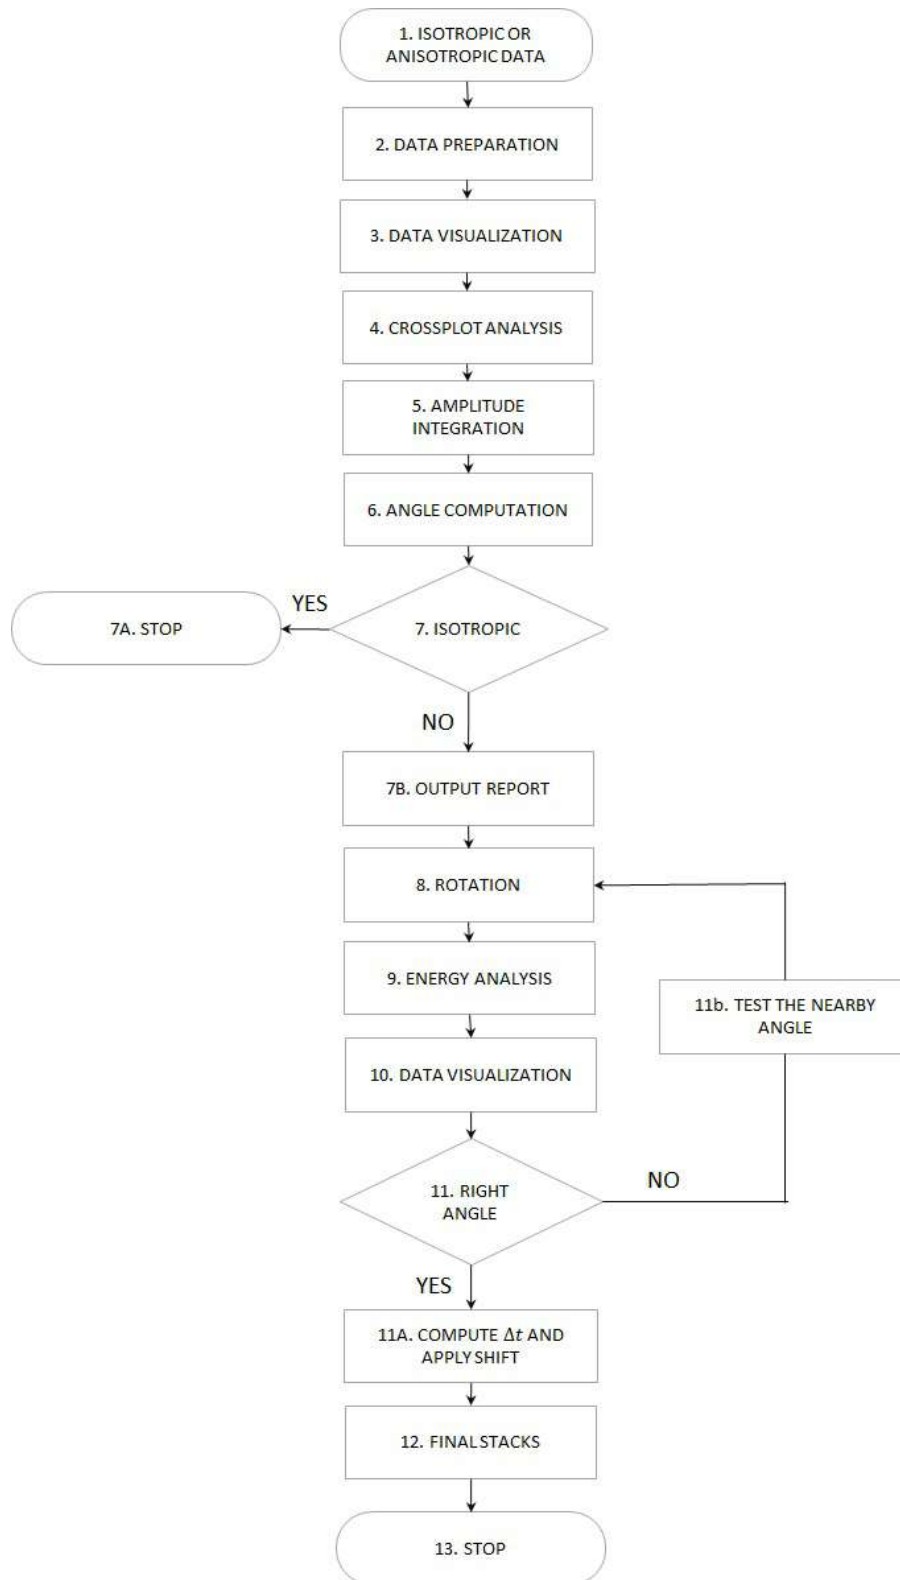 1. ISOTROPIC OR
ANISOTROPIC DATA
2. DATA PREPARATION
3. DATA VISUALIZATION
4. CROSSPLOT ANALYSIS
5. AMPLITUDE
INTEGRATION
6. ANGLE COMPUTATION
7. ISOTROPIC
YES
7A. STOP
NO
7B. OUTPUT REPORT
8. ROTATION
9. ENERGY ANALYSIS
10. DATA VISUALIZATION
11. RIGHT
ANGLE
NO
11b. TEST THE NEARBY
ANGLE
YES
11A. COMPUTE Δt AND
APPLY SHIFT
12. FINAL STACKS
13. STOP